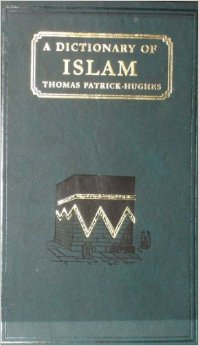 A DICTIONARY OF
ISLAM
THOMAS PATRICK-HUGHES